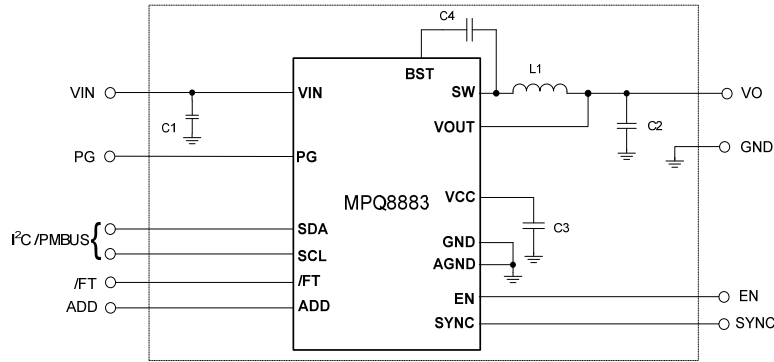 C4
BST
L1
VIN
VIN
SW
VO
C1
VOUT
C2
GND
PG
PG
MPQ8883
VCC
C3
I²C/PMBUS
SDA
SCL
GND
AGND
/FT
/FT
EN
EN
ADD
ADD
SYNC
SYNC